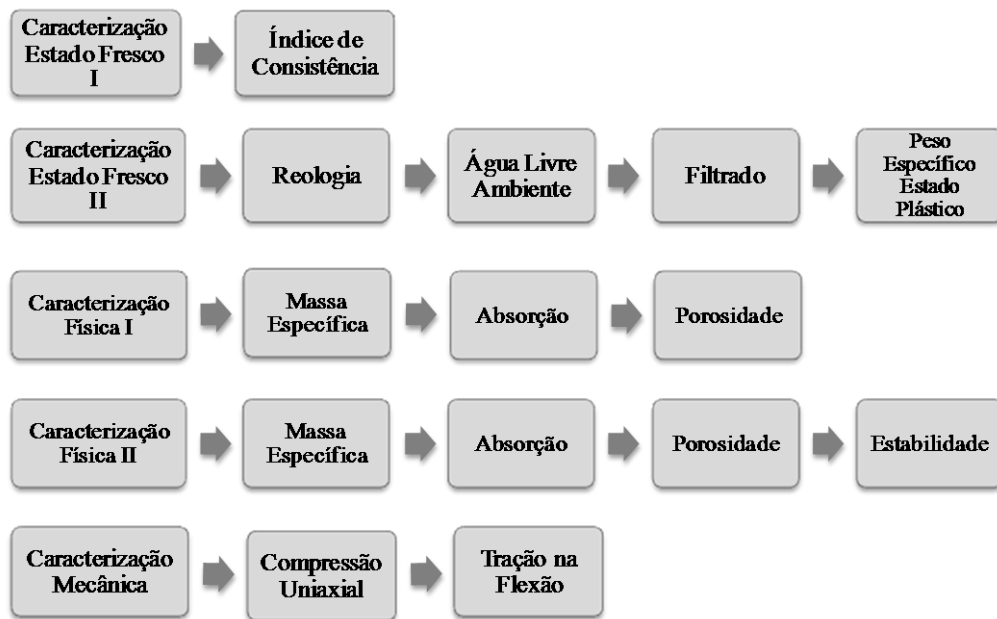 Caracterização
Estado Fresco
I
Índice de
Consistência
Caracterização
Estado Fresco
II
Reologia
Água Livre
Ambiente
Filtrado
Peso
Específico
Estado
Plástico
Caracterização
Física I
Massa
Específica
Absorção
Porosidade
Caracterização
Física II
Massa
Específica
Absorção
Porosidade
Estabilidade
Caracterização
Mecânica
Compressão
Uniaxial
Tração na
Flexão